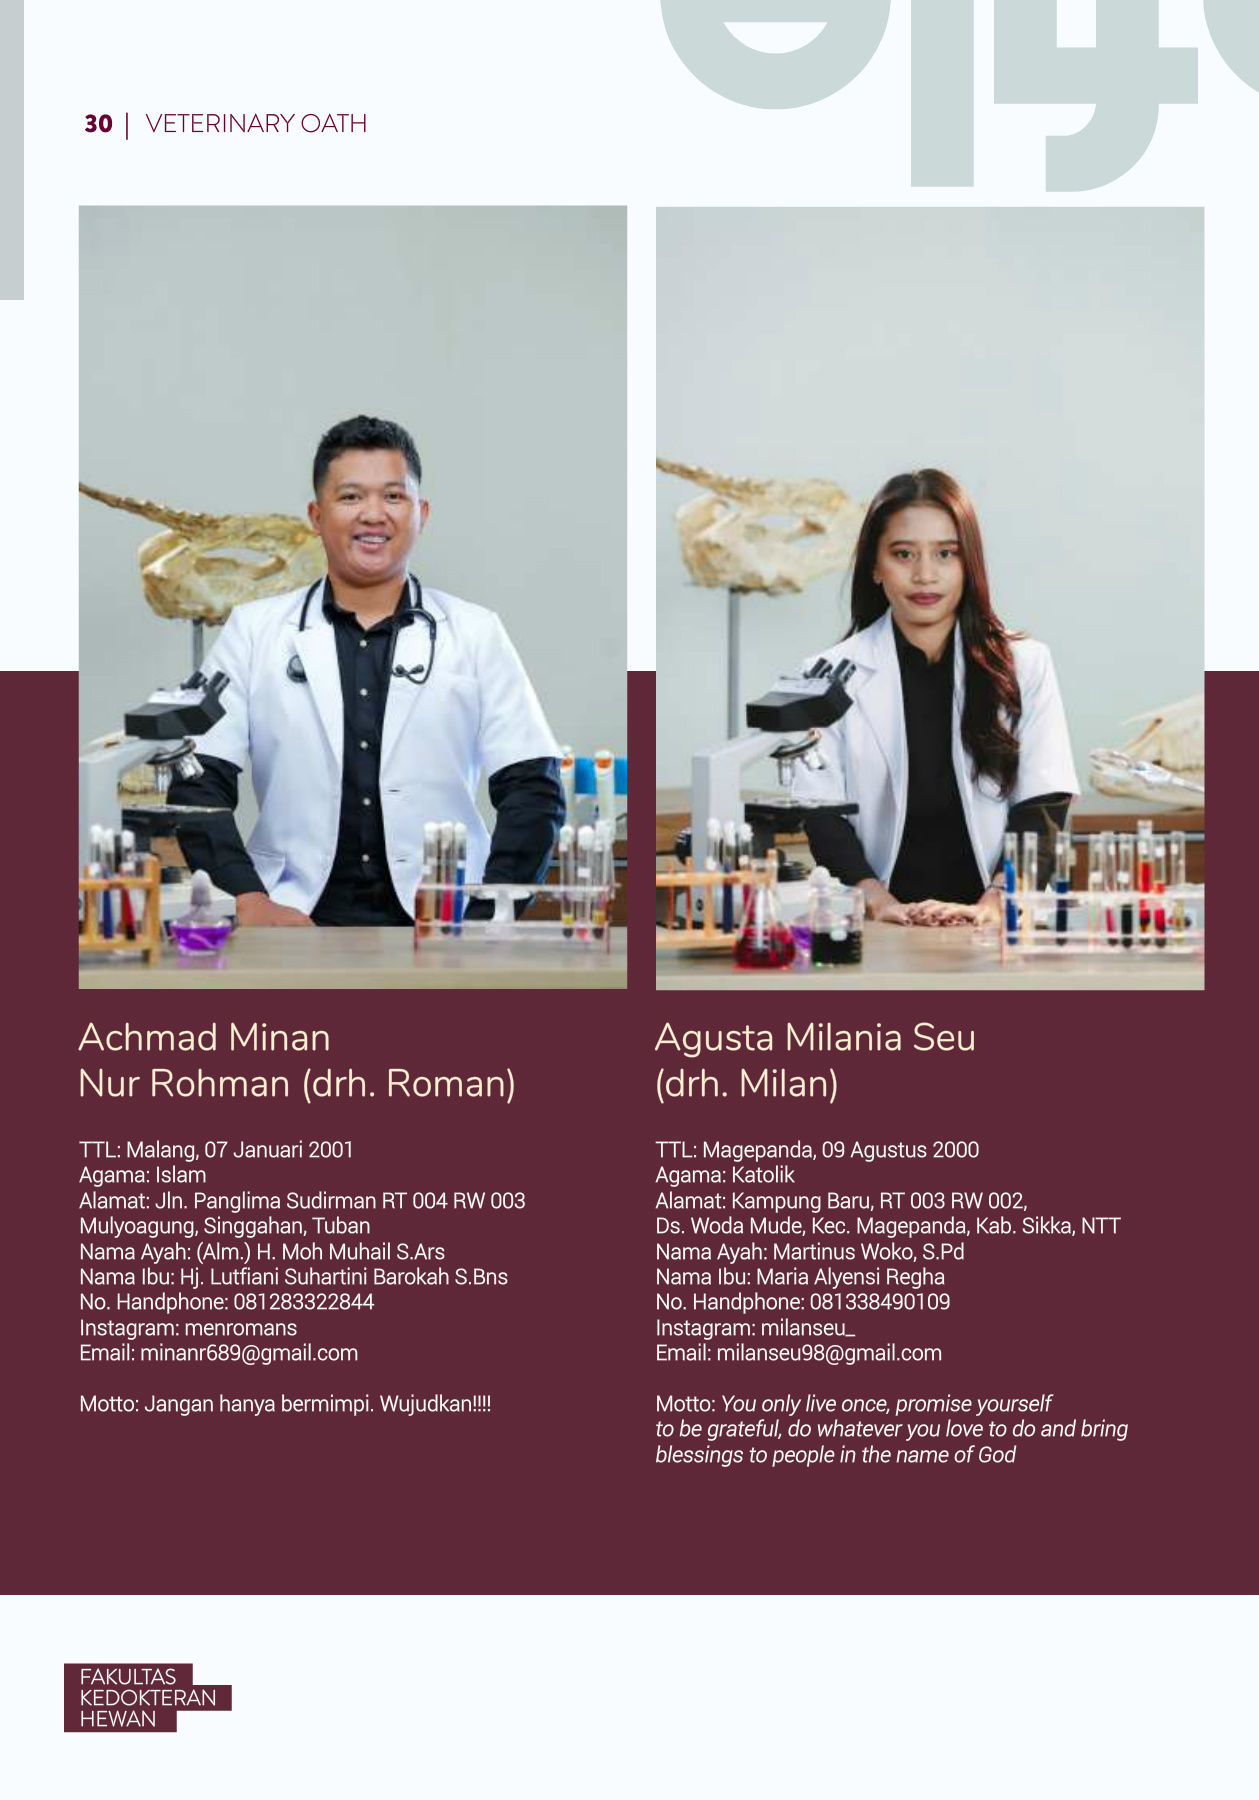 30 | VETERINARY OATH
Achmad Minan
Nur Rohman (drh. Roman)
TTL: Malang, 07 Januari 2001
Agama: Islam
Alamat: Jln. Panglima Sudirman RT 004 RW 003
Mulyoagung, Singgahan, Tuban
Nama Ayah: (Alm.) H. Moh Muhail S.Ars
Nama Ibu: Hj. Lutfiani Suhartini Barokah S.Bns
No. Handphone: 081283322844
Instagram: menromans
Email: minanr689@gmail.com
Motto: Jangan hanya bermimpi. Wujudkan!!!!
Agusta Milania Seu
(drh. Milan)
TTL: Magepanda, 09 Agustus 2000
Agama: Katolik
Alamat: Kampung Baru, RT 003 RW 002,
Ds. Woda Mude, Kec. Magepanda, Kab. Sikka, NTT
Nama Ayah: Martinus Woko, S.Pd
Nama Ibu: Maria Alyensi Regha
No. Handphone: 081338490109
Instagram: milanseu_
Email: milanseu98@gmail.com
Motto: You only live once, promise yourself
to be grateful, do whatever you love to do and bring
blessings to people in the name of God
FAKULTAS
KEDOKTERAN
HEWAN